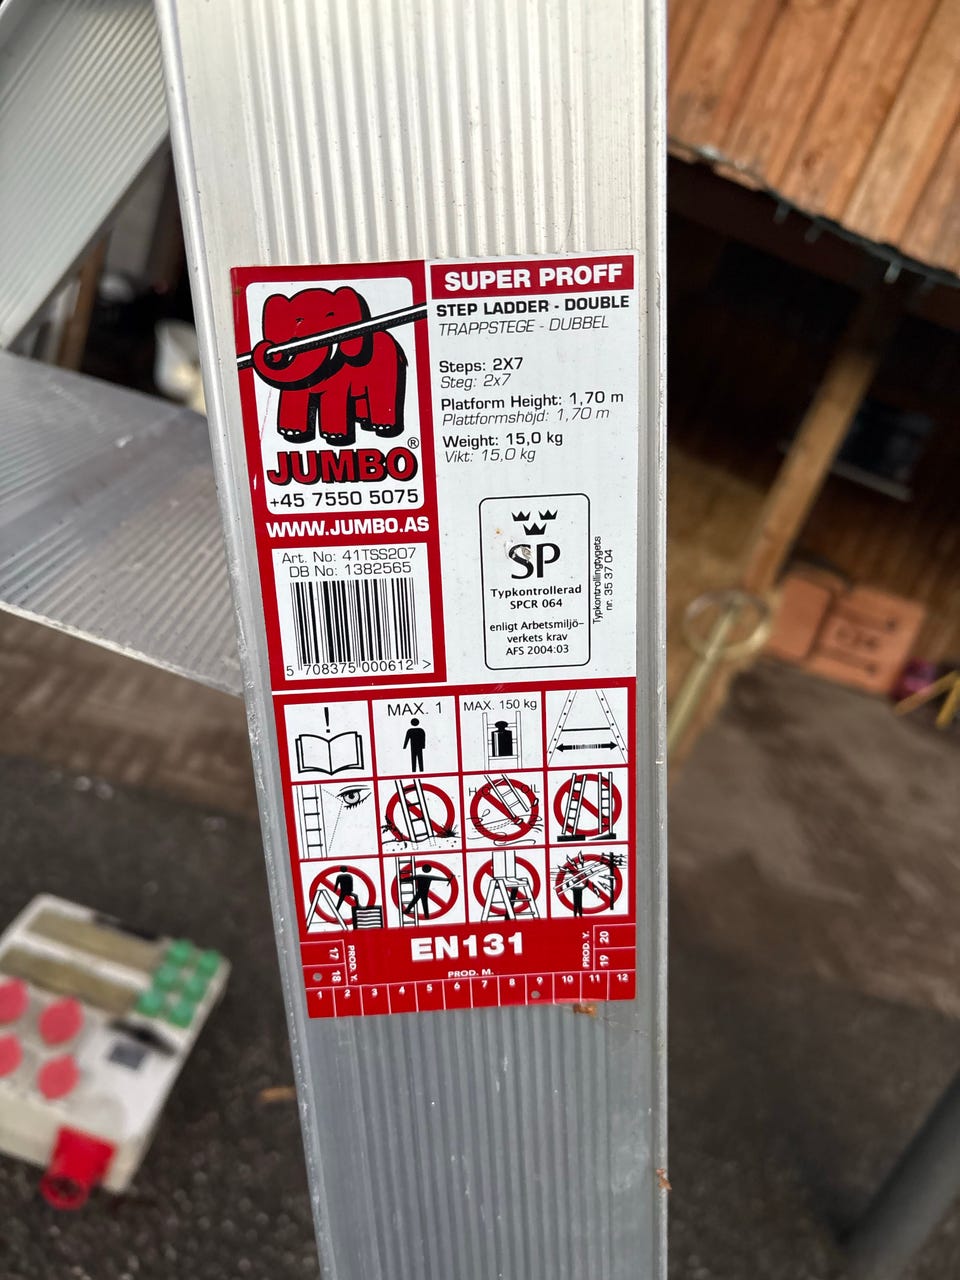 JUMBO®
+45 7550 5075
WWW.JUMBO.AS
Art. No: 41TSS207
DB No: 1382565
5 708375 000612 >
SUPER PROFF
STEP LADDER - DOUBLE
TRAPPSTEGE - DUBBEL
Steps: 2X7
Steg: 2x7
Platform Height: 1,70 m
Plattformshöjd: 1,70 m
Weight: 15,0 kg
Vikt: 15,0 kg
SP
Typkontrollerad
SPCR 064
enligt Arbetsmiljö-
verkets krav
AFS 2004:03
Typkontrollintygets
nr. 35 37 04
!
MAX. 1
MAX. 150 kg
EN131
17
18
PROD. Y.
PROD. M.
PROD. Y.
19
20
1 2 3 4 5 6 7 8 9 10 11 12